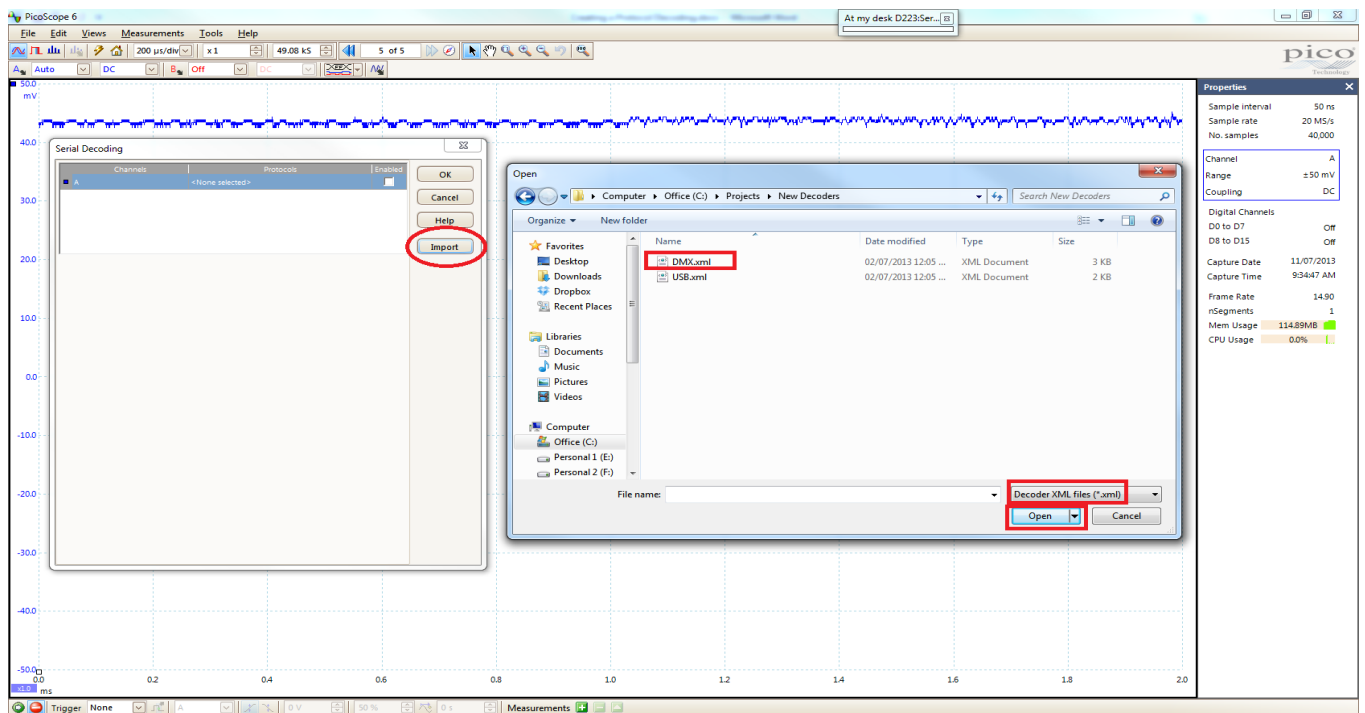 PicoScope 6
At my desk D223:Ser...
File Edit Views Measurements Tools Help
200 µs/div x 1 49.08 kS 5 of 5
A Auto DC B Off DC
pico
Technology
50.0
mV
40.0
30.0
20.0
10.0
0.0
-10.0
-20.0
-30.0
-40.0
-50.0
0.0 0.2 0.4 0.6 0.8 1.0 1.2 1.4 1.6 1.8 2.0
x1.0 ms
Serial Decoding
Channels Protocols Enabled
A <None selected>
OK
Cancel
Help
Import
Open
Computer Office (C:) Projects New Decoders
Search New Decoders
Organize New folder
Favorites
Desktop
Downloads
Dropbox
Recent Places
Libraries
Documents
Music
Pictures
Videos
Computer
Office (C:)
Personal 1 (E:)
Personal 2 (F:)
Name Date modified Type Size
DMX.xml 02/07/2013 12:05 ... XML Document 3 KB
USB.xml 02/07/2013 12:05 ... XML Document 2 KB
File name:
Decoder XML files (*.xml)
Open Cancel
Properties
Sample interval 50 ns
Sample rate 20 MS/s
No. samples 40,000
Channel A
Range ±50 mV
Coupling DC
Digital Channels
D0 to D7 Off
D8 to D15 Off
Capture Date 11/07/2013
Capture Time 9:34:47 AM
Frame Rate 14.90
nSegments 1
Mem Usage 114.89MB
CPU Usage 0.0%
Trigger None A 0 V 50 % 0 s Measurements